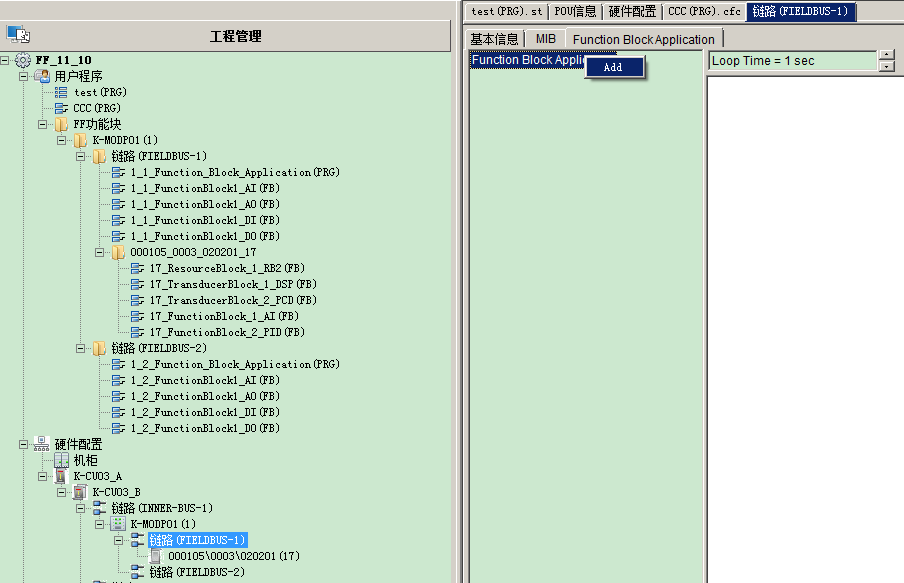 工程管理
FF_11_10
用户程序
test(PRG)
CCC(PRG)
FF功能块
K-MODP01(1)
链路(FIELDBUS-1)
1_1_Function_Block_Application(PRG)
1_1_FunctionBlock1_AI(FB)
1_1_FunctionBlock1_AO(FB)
1_1_FunctionBlock1_DI(FB)
1_1_FunctionBlock1_DO(FB)
000105_0003_020201_17
17_ResourceBlock_1_RB2(FB)
17_TransducerBlock_1_DSP(FB)
17_TransducerBlock_2_PCD(FB)
17_FunctionBlock_1_AI(FB)
17_FunctionBlock_2_PID(FB)
链路(FIELDBUS-2)
1_2_Function_Block_Application(PRG)
1_2_FunctionBlock1_AI(FB)
1_2_FunctionBlock1_AO(FB)
1_2_FunctionBlock1_DI(FB)
1_2_FunctionBlock1_DO(FB)
硬件配置
机柜
K-CU03_A
K-CU03_B
链路(INNER-BUS-1)
K-MODP01(1)
链路(FIELDBUS-1)
000105\0003\020201(17)
链路(FIELDBUS-2)
test(PRG).st POU信息 硬件配置 CCC(PRG).cfc 链路(FIELDBUS-1)
基本信息 MIB Function Block Application
Function Block Appli
Add
Loop Time = 1 sec